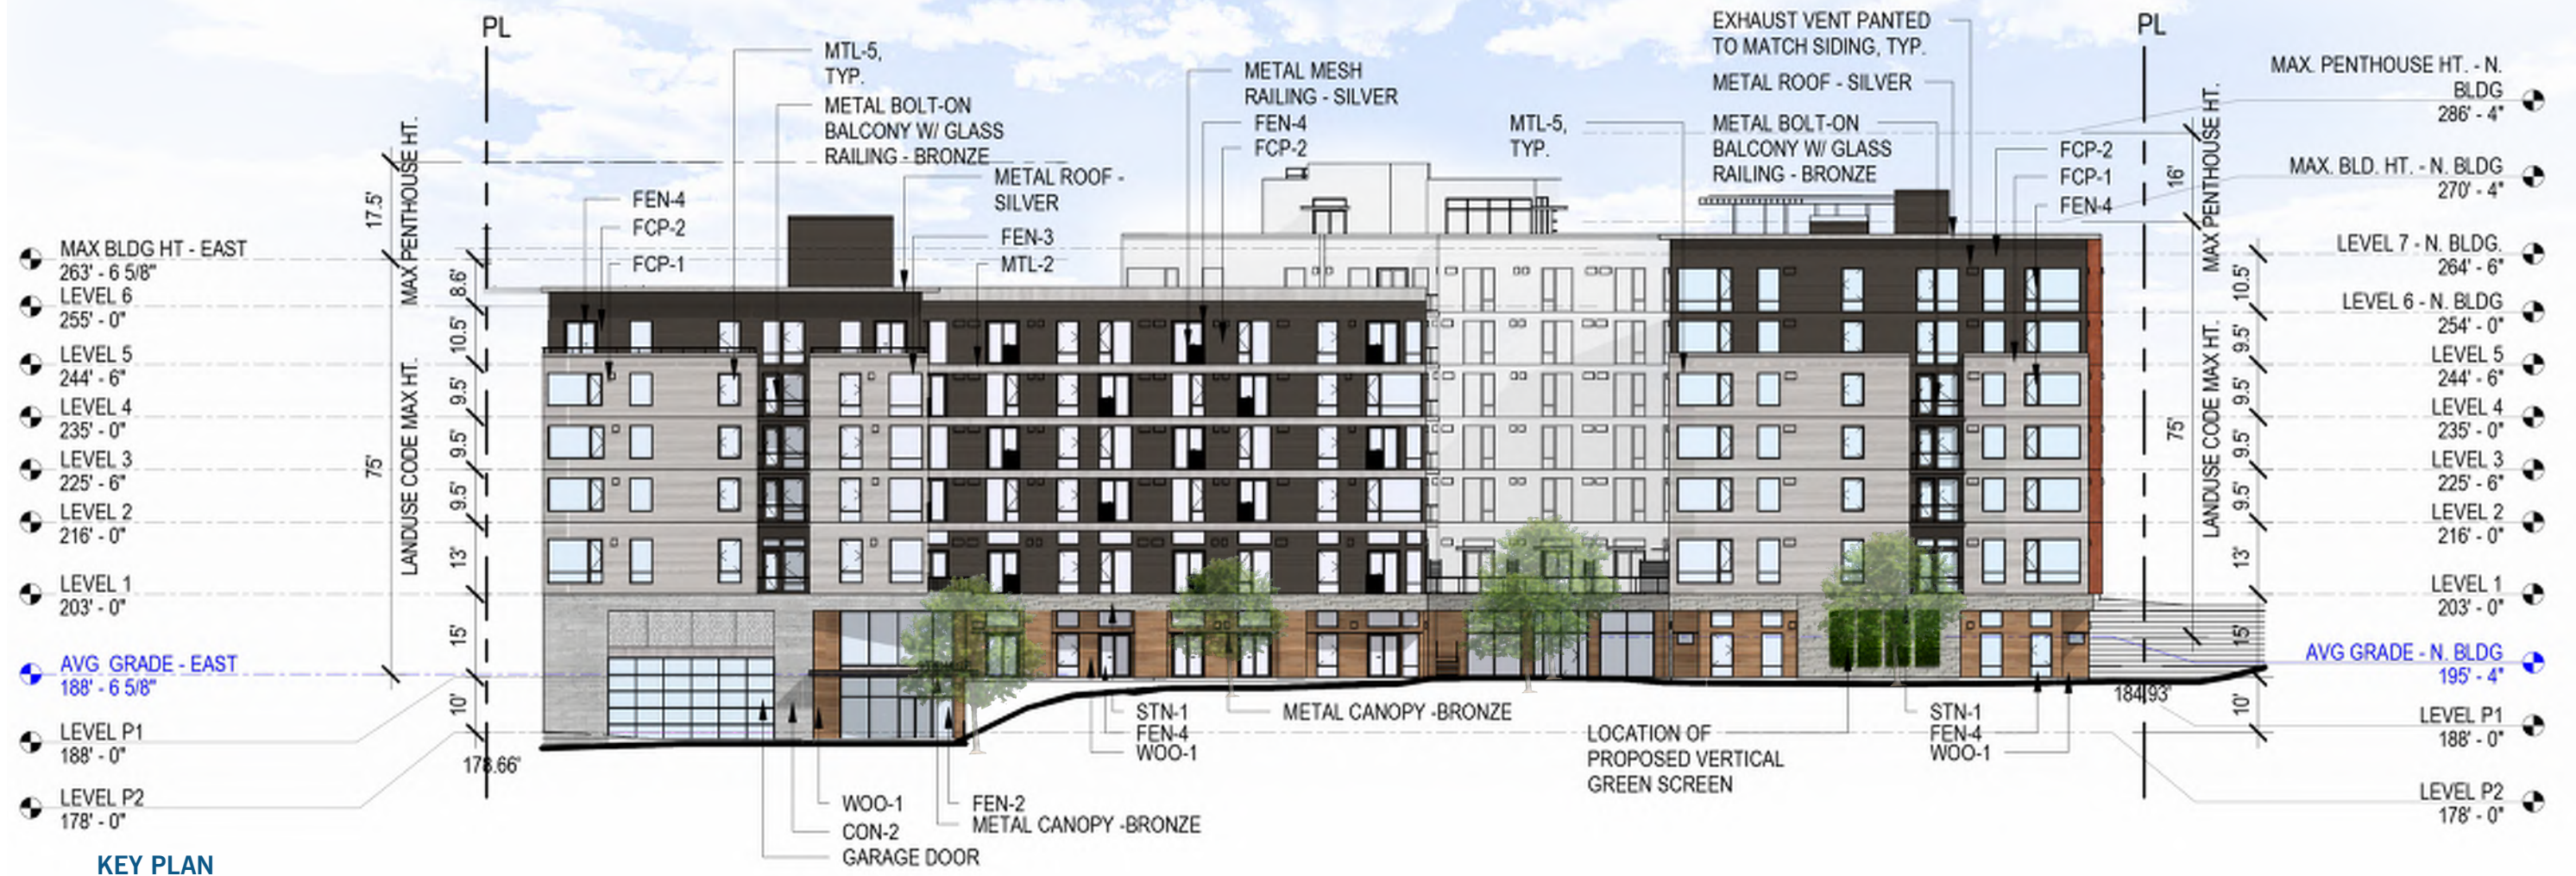 PL
MTL-5,
TYP.
METAL BOLT-ON
BALCONY W/ GLASS
RAILING - BRONZE
METAL ROOF -
SILVER
FEN-3
MTL-2
METAL MESH
RAILING - SILVER
FEN-4
FCP-2
MTL-5,
TYP.
EXHAUST VENT PANTED
TO MATCH SIDING, TYP.
METAL ROOF - SILVER
METAL BOLT-ON
BALCONY W/ GLASS
RAILING - BRONZE
PL
FCP-2
FCP-1
FEN-4
FEN-4
FCP-2
FCP-1
MAX BLDG HT - EAST
263' - 6 5/8"
LEVEL 6
255' - 0"
LEVEL 5
244' - 6"
LEVEL 4
235' - 0"
LEVEL 3
225' - 6"
LEVEL 2
216' - 0"
LEVEL 1
203' - 0"
AVG GRADE - EAST
188' - 6 5/8"
LEVEL P1
188' - 0"
LEVEL P2
178' - 0"
17.5'
75'
MAX PENTHOUSE HT.
LANDUSE CODE MAX HT.
8.6'
10.5'
9.5'
9.5'
9.5'
13'
15'
10'
178.66'
WOO-1
CON-2
GARAGE DOOR
FEN-2
METAL CANOPY -BRONZE
STN-1
FEN-4
WOO-1
METAL CANOPY -BRONZE
LOCATION OF
PROPOSED VERTICAL
GREEN SCREEN
STN-1
FEN-4
WOO-1
184.93'
16'
75'
MAX PENTHOUSE HT.
LANDUSE CODE MAX HT.
10.5'
9.5'
9.5'
9.5'
9.5'
13'
15'
10'
MAX. PENTHOUSE HT. - N.
BLDG
286' - 4"
MAX. BLD. HT. - N. BLDG
270' - 4"
LEVEL 7 - N. BLDG.
264' - 6"
LEVEL 6 - N. BLDG
254' - 0"
LEVEL 5
244' - 6"
LEVEL 4
235' - 0"
LEVEL 3
225' - 6"
LEVEL 2
216' - 0"
LEVEL 1
203' - 0"
AVG GRADE - N. BLDG
195' - 4"
LEVEL P1
188' - 0"
LEVEL P2
178' - 0"
KEY PLAN